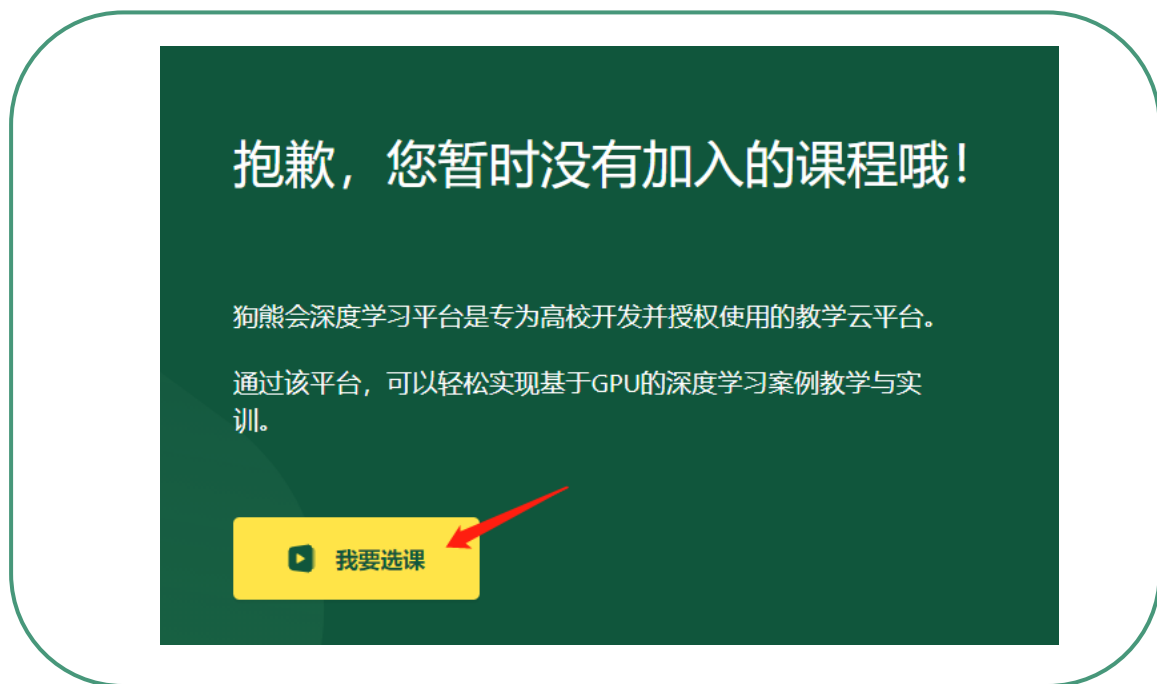 抱歉，您暂时没有加入的课程哦！
狗熊会深度学习平台是专为高校开发并授权使用的教学云平台。
通过该平台，可以轻松实现基于GPU的深度学习案例教学与实
训。
我要选课